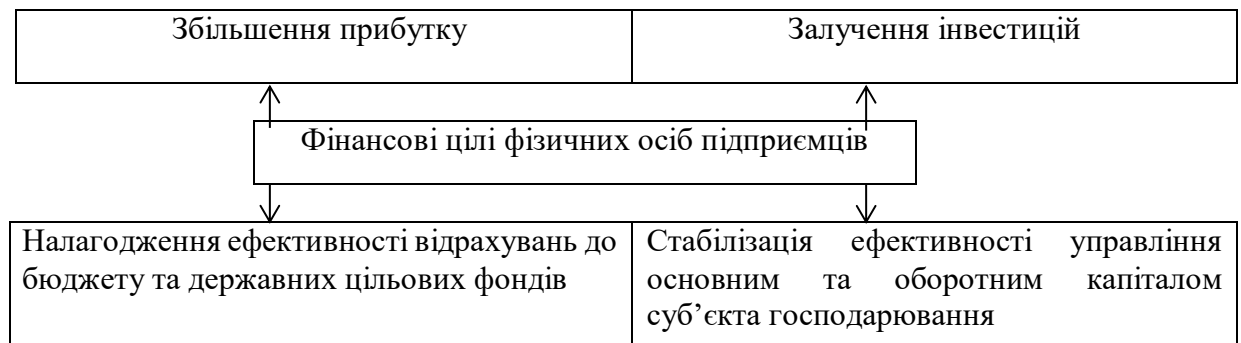 Збільшення прибутку
Залучення інвестицій
Фінансові цілі фізичних осіб підприємців
Налагодження ефективності відрахувань до
бюджету та державних цільових фондів
Стабілізація ефективності управління
основним та оборотним капіталом
суб’єкта господарювання